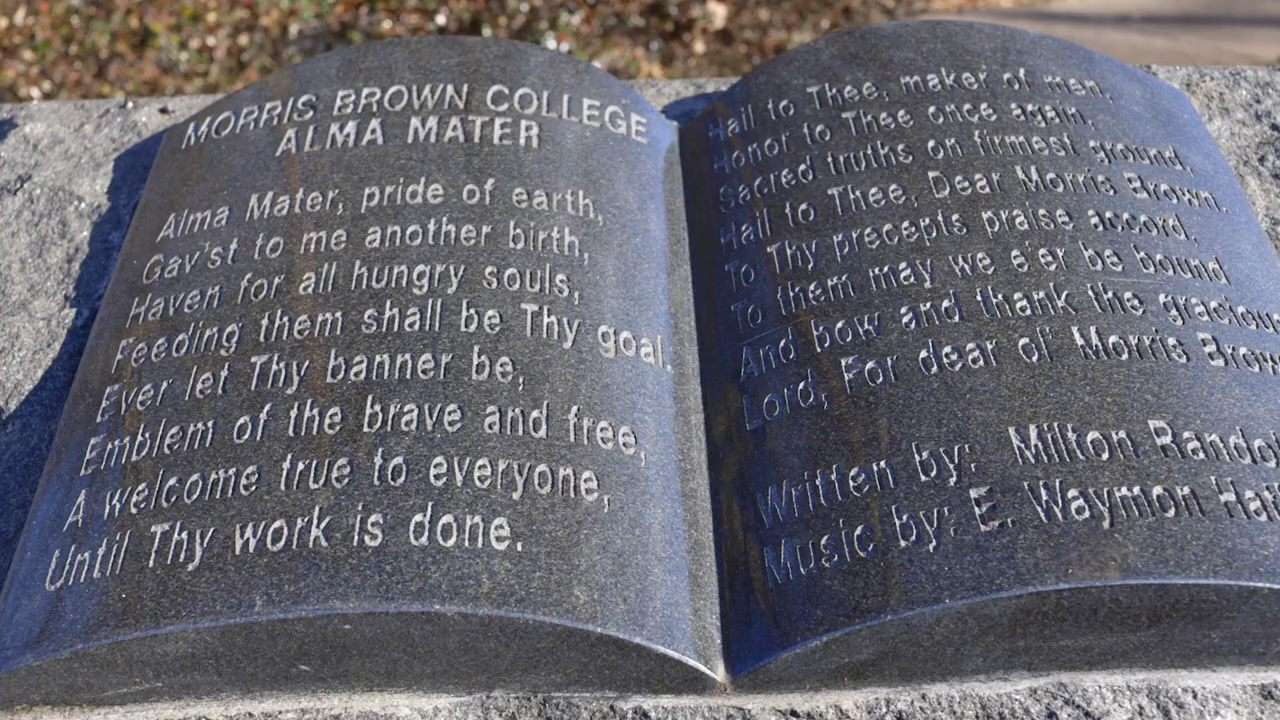 MORRIS BROWN COLLEGE
ALMA MATER
Alma Mater, pride of earth,
Gav'st to me another birth,
Haven for all hungry souls,
Feeding them shall be Thy goal.
Ever let Thy banner be,
Emblem of the brave and free,
A welcome true to everyone,
Until Thy work is done.
Hail to Thee, maker of men,
Honor to Thee once again,
Sacred truths on firmest ground,
Hail to Thee, Dear Morris Brown.
To Thy precepts praise accord,
To them may we e'er be bound
And bow and thank the gracious
Lord, For dear ol' Morris Brow
Written by: Milton Randol
Music by: E. Waymon